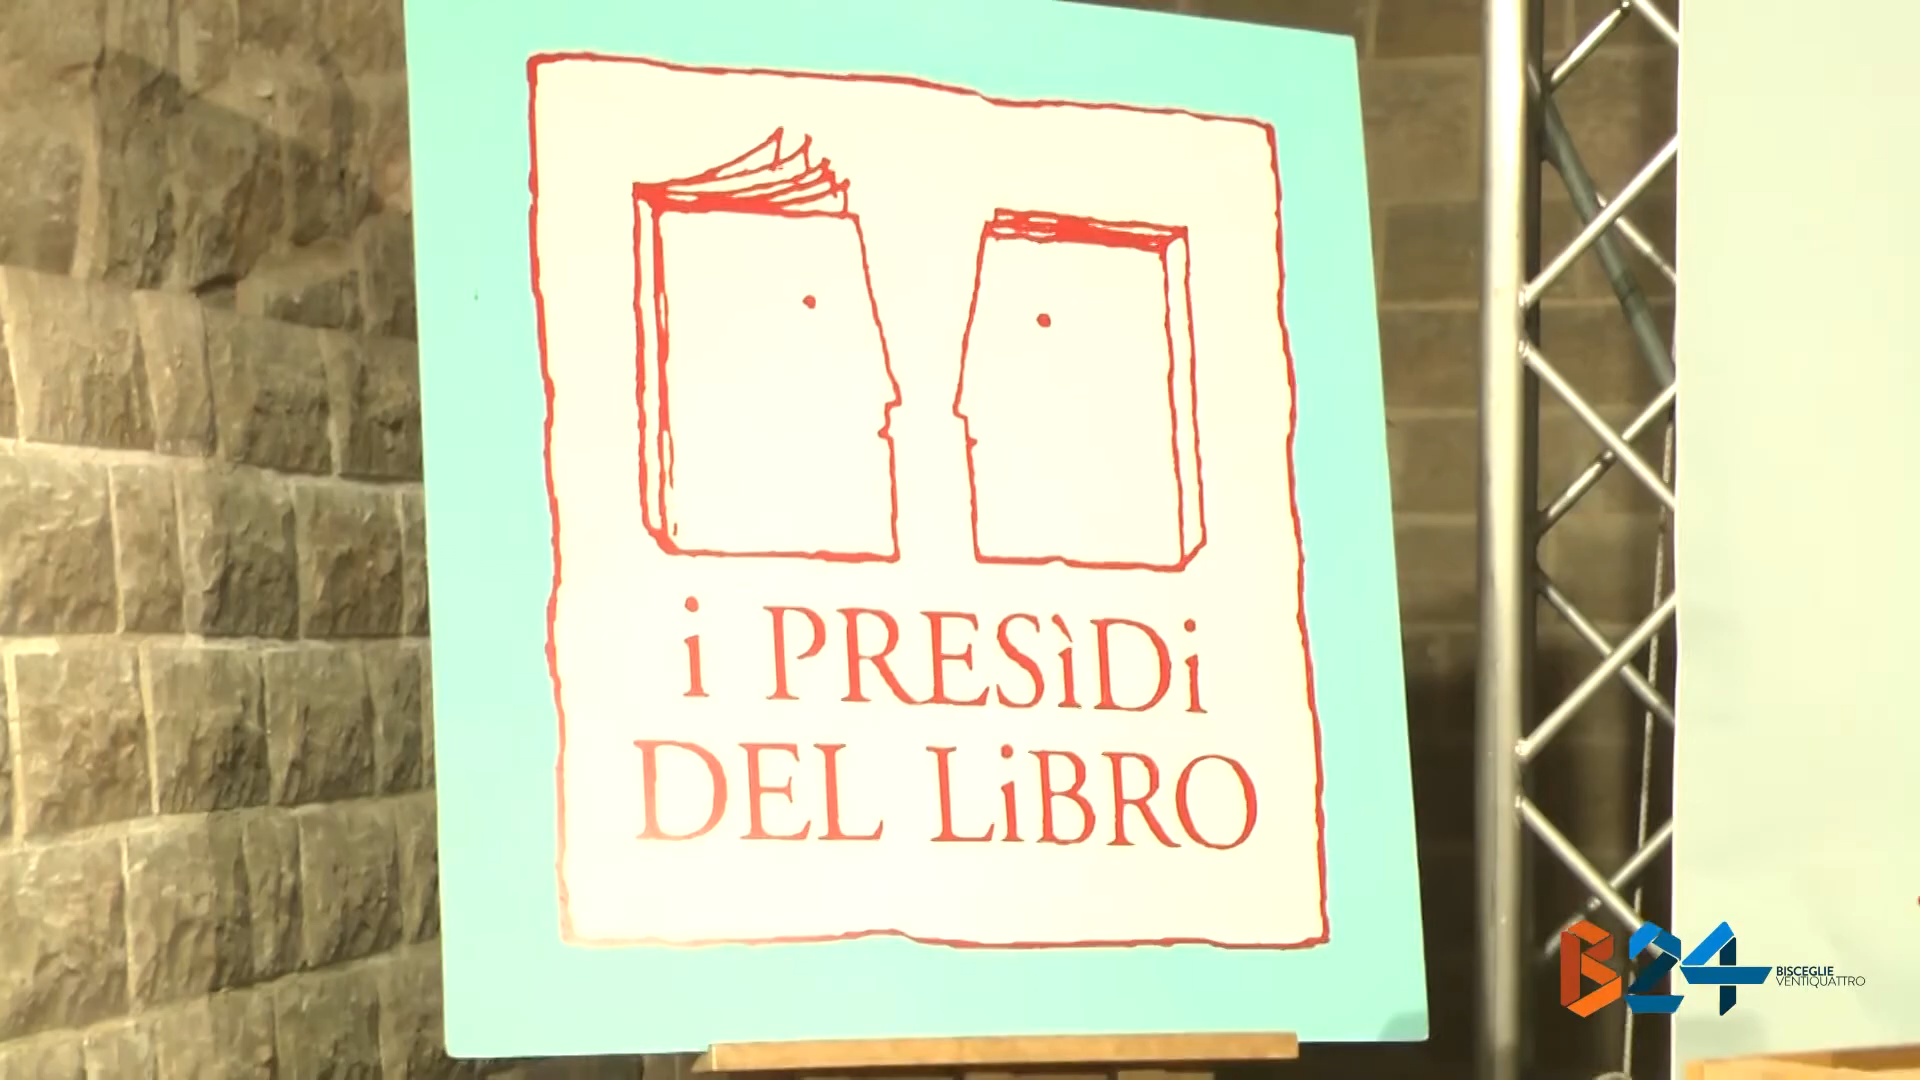 i PRESìDi
DEL LiBRO
B24
BISCEGLIE
VENTIQUATTRO